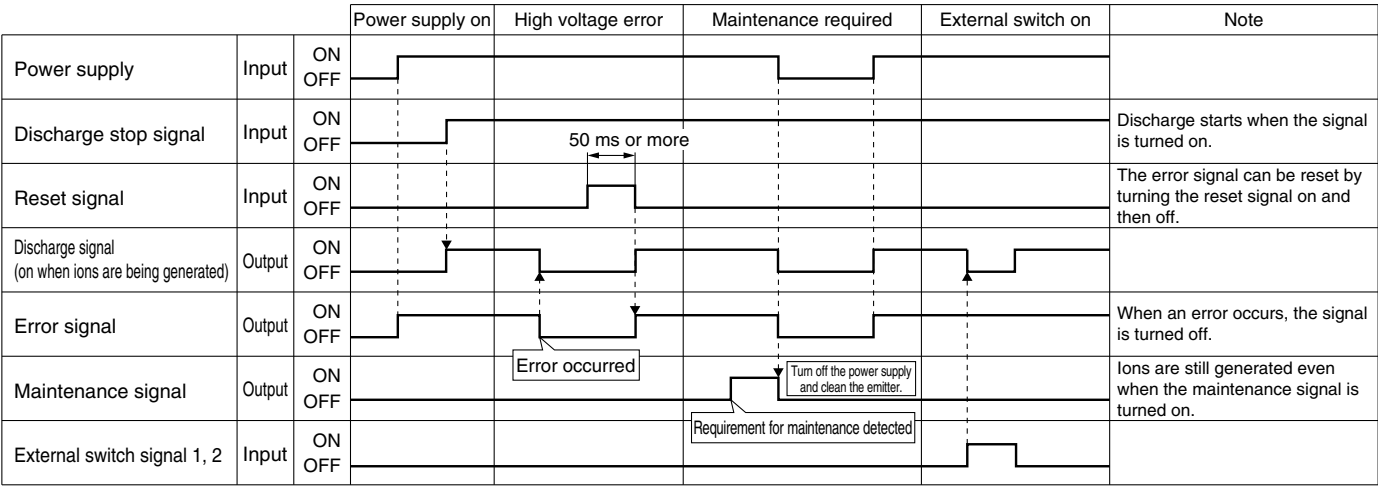 Power supply on
High voltage error
Maintenance required
External switch on
Note
Power supply
Input
ON
OFF
Discharge stop signal
Input
ON
OFF
50 ms or more
Discharge starts when the signal
is turned on.
Reset signal
Input
ON
OFF
The error signal can be reset by
turning the reset signal on and
then off.
Discharge signal
(on when ions are being generated)
Output
ON
OFF
Error signal
Output
ON
OFF
Error occurred
When an error occurs, the signal
is turned off.
Maintenance signal
Output
ON
OFF
Turn off the power supply
and clean the emitter.
Requirement for maintenance detected
Ions are still generated even
when the maintenance signal is
turned on.
External switch signal 1, 2
Input
ON
OFF